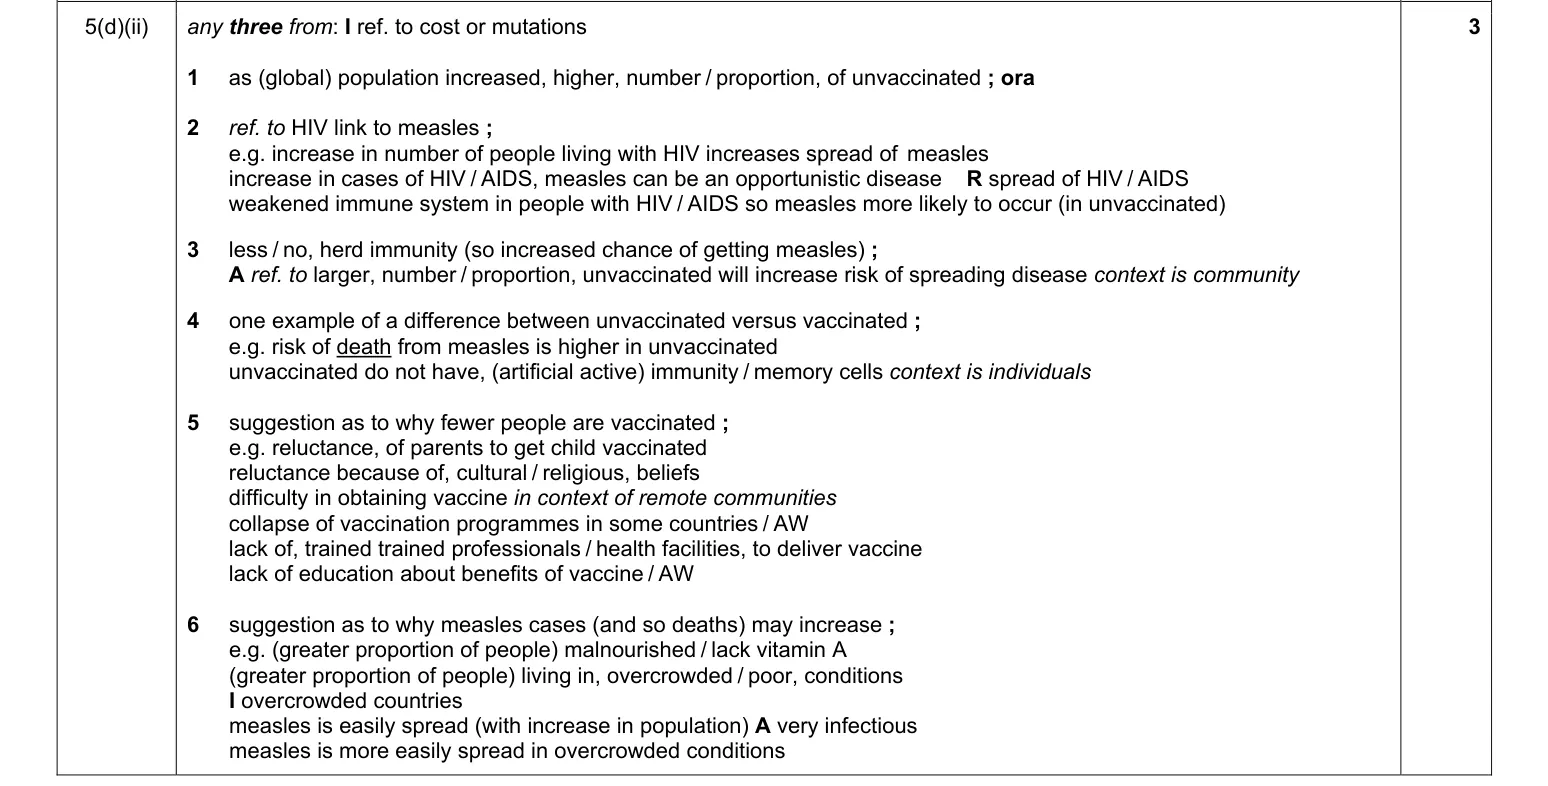 5(d)(ii) any three from: I ref. to cost or mutations 3
1 as (global) population increased, higher, number / proportion, of unvaccinated ; ora
2 ref. to HIV link to measles ;
e.g. increase in number of people living with HIV increases spread of measles
increase in cases of HIV / AIDS, measles can be an opportunistic disease R spread of HIV / AIDS
weakened immune system in people with HIV / AIDS so measles more likely to occur (in unvaccinated)
3 less / no, herd immunity (so increased chance of getting measles) ;
A ref. to larger, number / proportion, unvaccinated will increase risk of spreading disease context is community
4 one example of a difference between unvaccinated versus vaccinated ;
e.g. risk of death from measles is higher in unvaccinated
unvaccinated do not have, (artificial active) immunity / memory cells context is individuals
5 suggestion as to why fewer people are vaccinated ;
e.g. reluctance, of parents to get child vaccinated
reluctance because of, cultural / religious, beliefs
difficulty in obtaining vaccine in context of remote communities
collapse of vaccination programmes in some countries / AW
lack of, trained trained professionals / health facilities, to deliver vaccine
lack of education about benefits of vaccine / AW
6 suggestion as to why measles cases (and so deaths) may increase ;
e.g. (greater proportion of people) malnourished / lack vitamin A
(greater proportion of people) living in, overcrowded / poor, conditions
I overcrowded countries
measles is easily spread (with increase in population) A very infectious
measles is more easily spread in overcrowded conditions